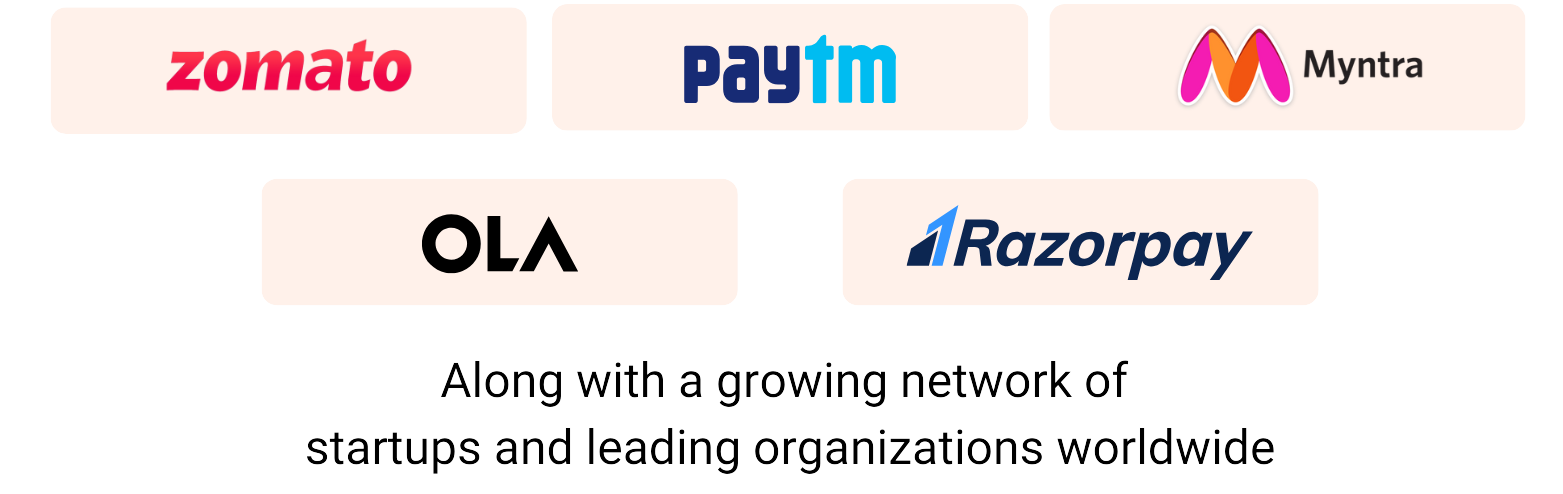 zomato
paytm
Myntra
OLA
Razorpay
Along with a growing network of
startups and leading organizations worldwide